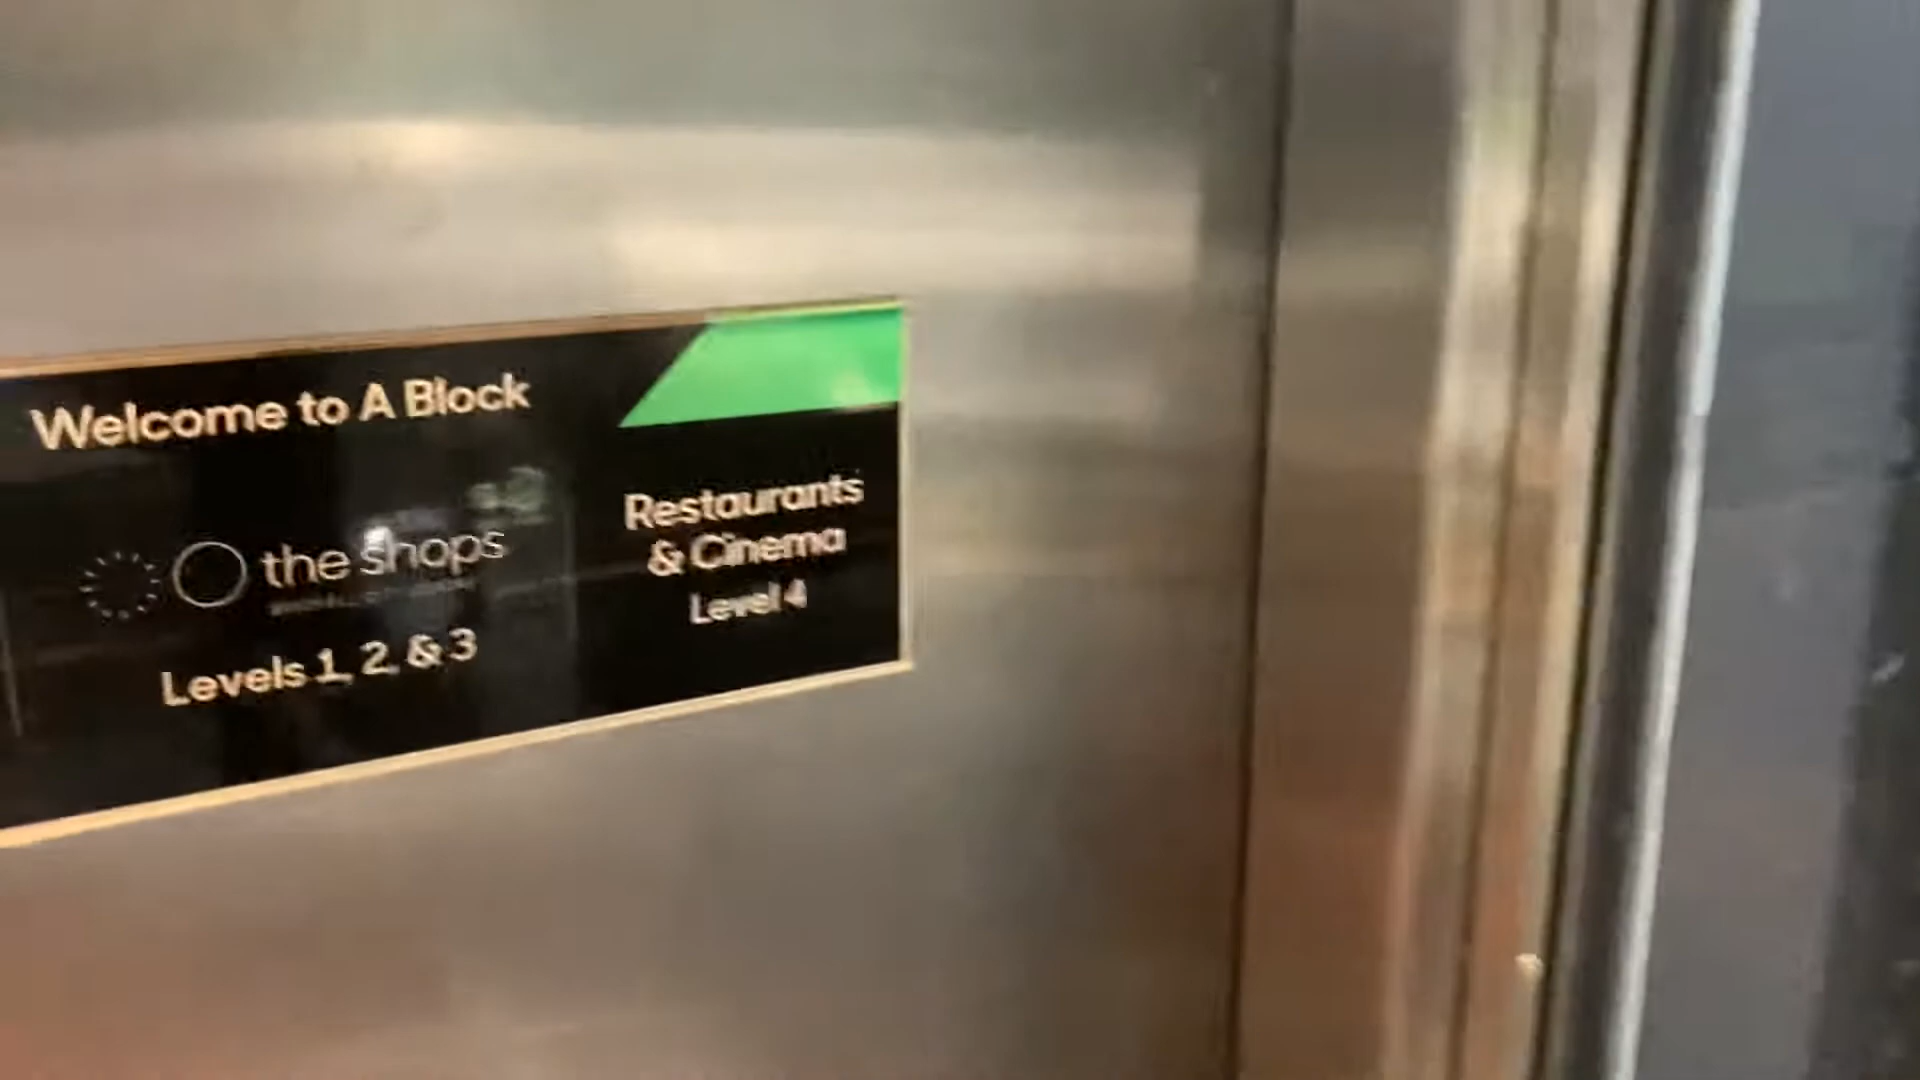 Welcome to A Block
the shops
Levels 1, 2, & 3
Restaurants
& Cinema
Level 4